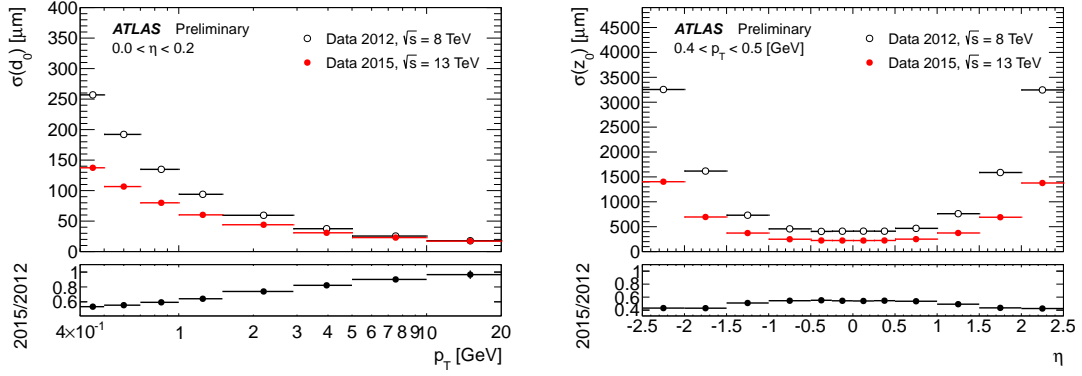 ATLAS Preliminary
0.0 < η < 0.2
Data 2012, √s = 8 TeV
Data 2015, √s = 13 TeV
σ(d₀) [μm]
400
350
300
250
200
150
100
50
0
2015/2012
1
0.8
0.6
4×10⁻¹ 1 2 3 4 5 6 7 8 9 10 20
p_T [GeV]
ATLAS Preliminary
0.4 < p_T < 0.5 [GeV]
Data 2012, √s = 8 TeV
Data 2015, √s = 13 TeV
σ(z₀) [μm]
4500
4000
3500
3000
2500
2000
1500
1000
500
0
2015/2012
1
0.8
0.6
0.4
-2.5 -2 -1.5 -1 -0.5 0 0.5 1 1.5 2 2.5
η